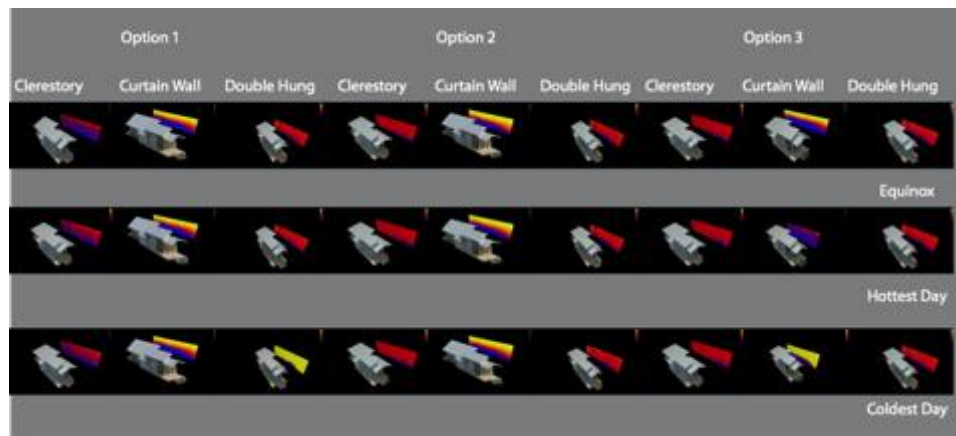 Option 1 Option 2 Option 3
Clerestory Curtain Wall Double Hung Clerestory Curtain Wall Double Hung Clerestory Curtain Wall Double Hung
Equinox
Hottest Day
Coldest Day